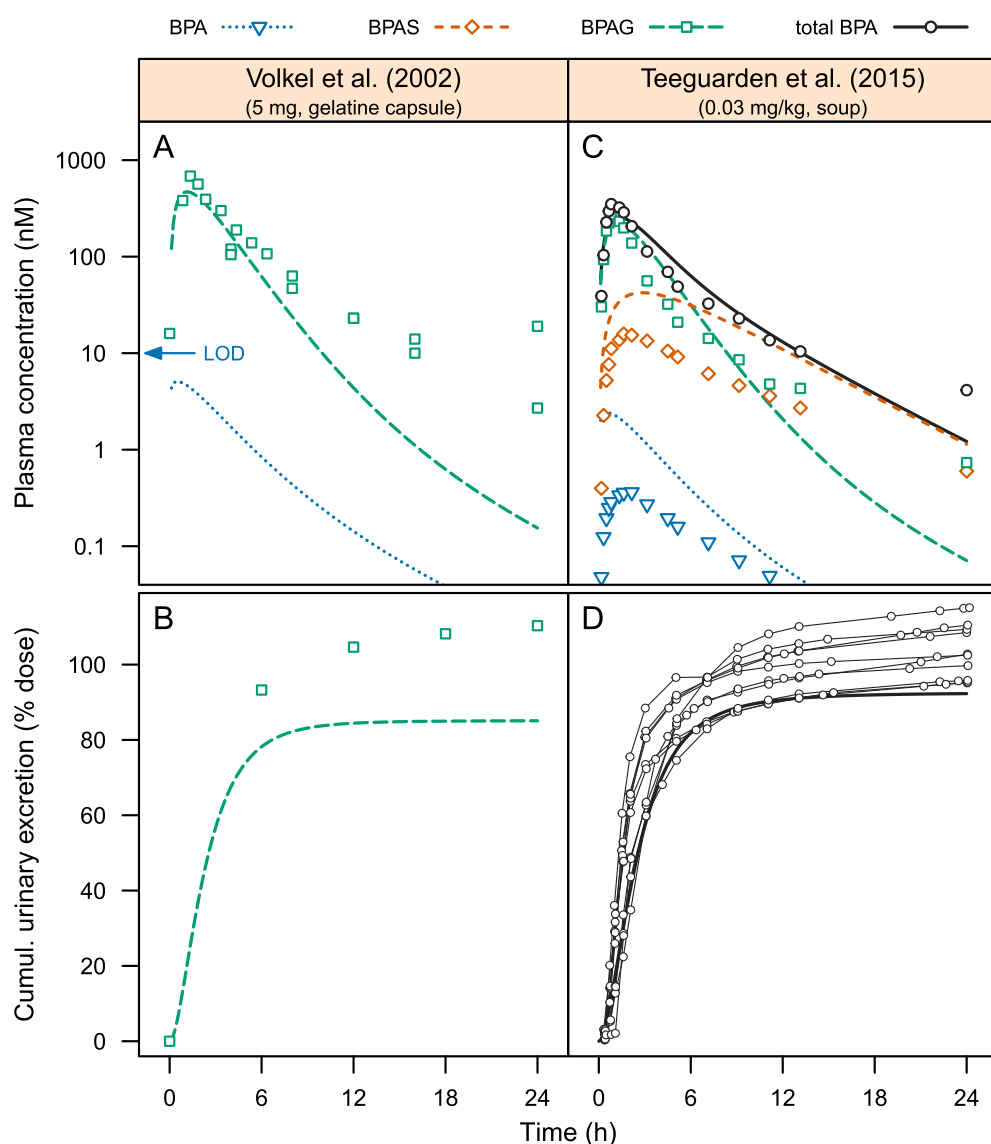 BPA BPAS BPAG total BPA
Volkel et al. (2002) Teeguarden et al. (2015)
(5 mg, gelatine capsule) (0.03 mg/kg, soup)
A C
Plasma concentration (nM)
1000
100
10
1
0.1
LOD
B D
Cumul. urinary excretion (% dose)
100
80
60
40
20
0
0 6 12 18 24 0 6 12 18 24
Time (h)